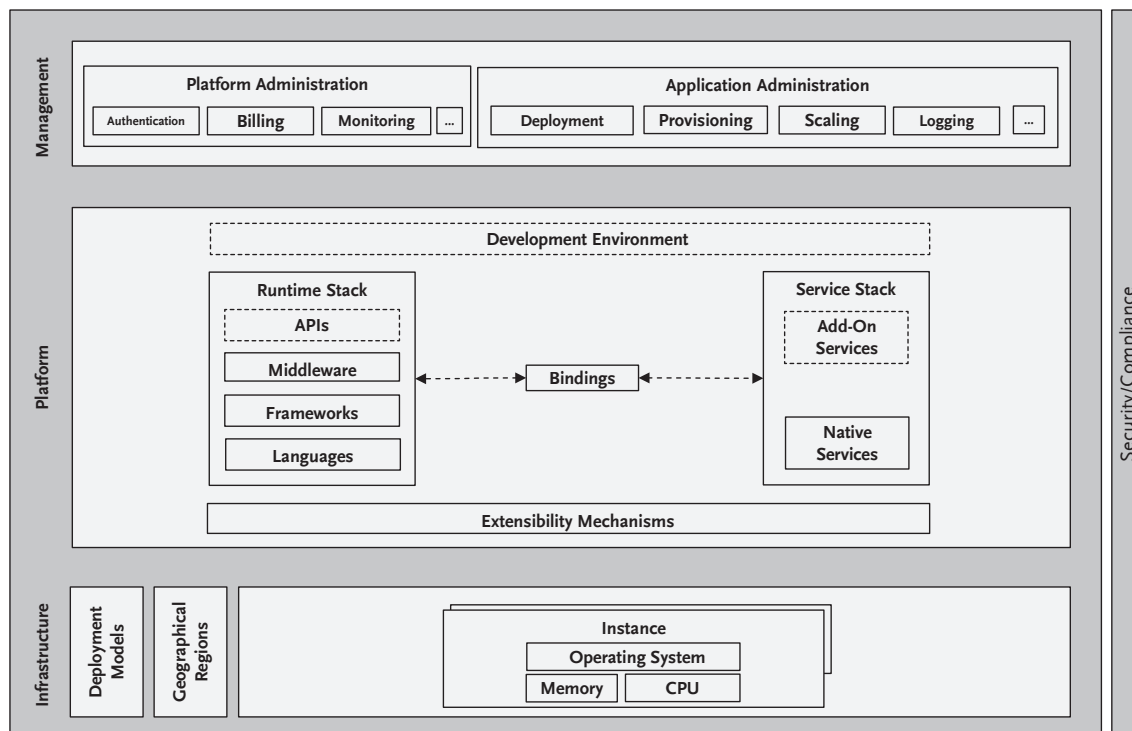 Management
Platform Administration
Authentication
Billing
Monitoring
...
Application Administration
Deployment
Provisioning
Scaling
Logging
...
Platform
Development Environment
Runtime Stack
APIs
Middleware
Frameworks
Languages
Bindings
Service Stack
Add-On
Services
Native
Services
Extensibility Mechanisms
Infrastructure
Deployment
Models
Geographical
Regions
Instance
Operating System
Memory
CPU
Security/Compliance